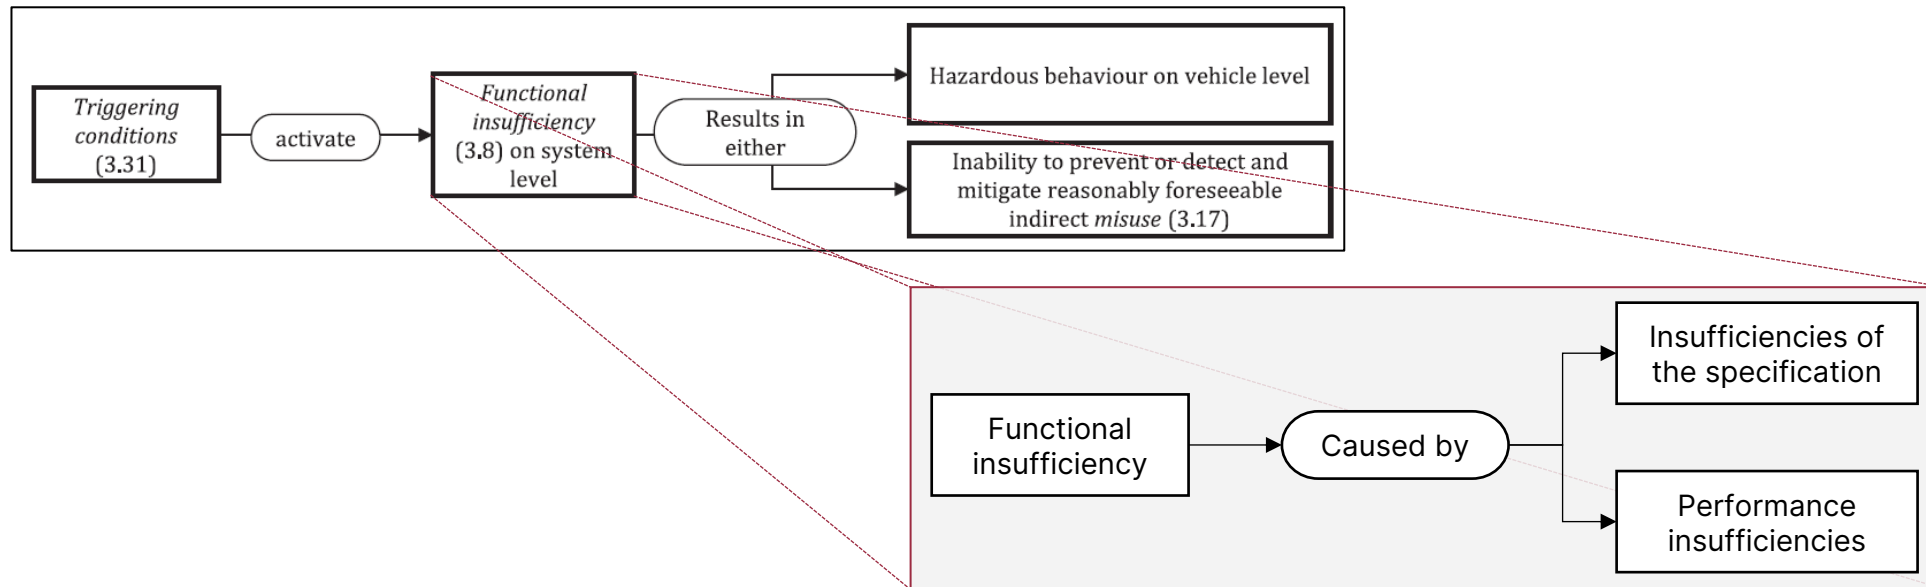 Triggering
conditions
(3.31)
activate
Functional
insufficiency
(3.8) on system
level
Results in
either
Hazardous behaviour on vehicle level
Inability to prevent or detect and
mitigate reasonably foreseeable
indirect misuse (3.17)
Functional
insufficiency
Caused by
Insufficiencies of
the specification
Performance
insufficiencies